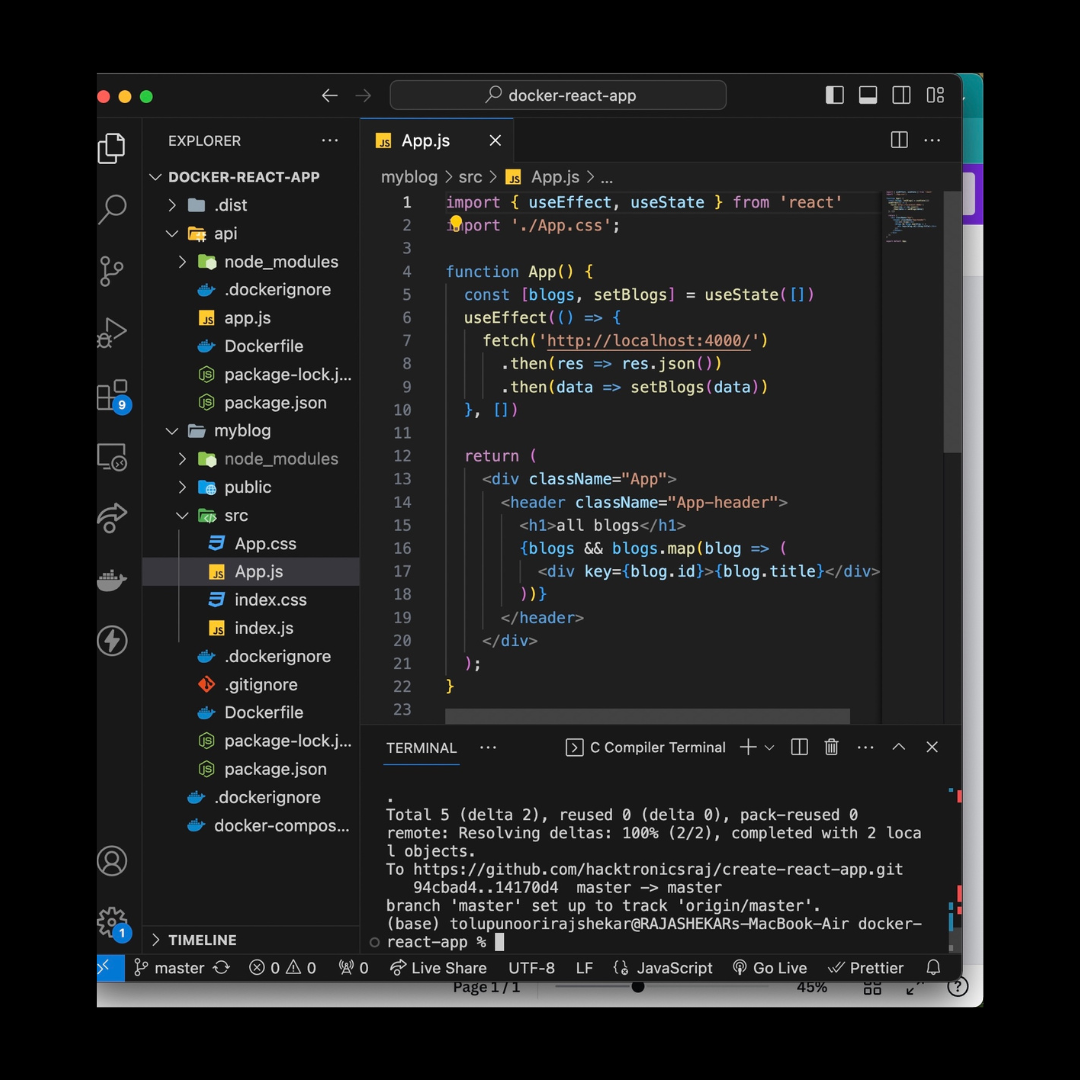 docker-react-app
EXPLORER
DOCKER-REACT-APP
.dist
api
node_modules
.dockerignore
app.js
Dockerfile
package-lock.j...
package.json
myblog
node_modules
public
src
App.css
App.js
index.css
index.js
.dockerignore
.gitignore
Dockerfile
package-lock.j...
package.json
.dockerignore
docker-compos...
TIMELINE
9
1
JS App.js
myblog > src > JS App.js > ...
1 import { useEffect, useState } from 'react'
2 import './App.css';
3
4 function App() {
5 const [blogs, setBlogs] = useState([])
6 useEffect(() => {
7 fetch('http://localhost:4000/')
8 .then(res => res.json())
9 .then(data => setBlogs(data))
10 }, [])
11
12 return (
13 <div className="App">
14 <header className="App-header">
15 <h1>all blogs</h1>
16 {blogs && blogs.map(blog => (
17 <div key={blog.id}>{blog.title}</div>
18 ))}
19 </header>
20 </div>
21 );
22 }
23
TERMINAL ... C Compiler Terminal
.
Total 5 (delta 2), reused 0 (delta 0), pack-reused 0
remote: Resolving deltas: 100% (2/2), completed with 2 loca
l objects.
To https://github.com/hacktronicsraj/create-react-app.git
94cbad4..14170d4 master -> master
branch 'master' set up to track 'origin/master'.
(base) tolupunoorirajshekar@RAJASHEKARs-MacBook-Air docker-
react-app %
master 0 0 0 Live Share UTF-8 LF JavaScript Go Live Prettier
Page 1 / 1 45%